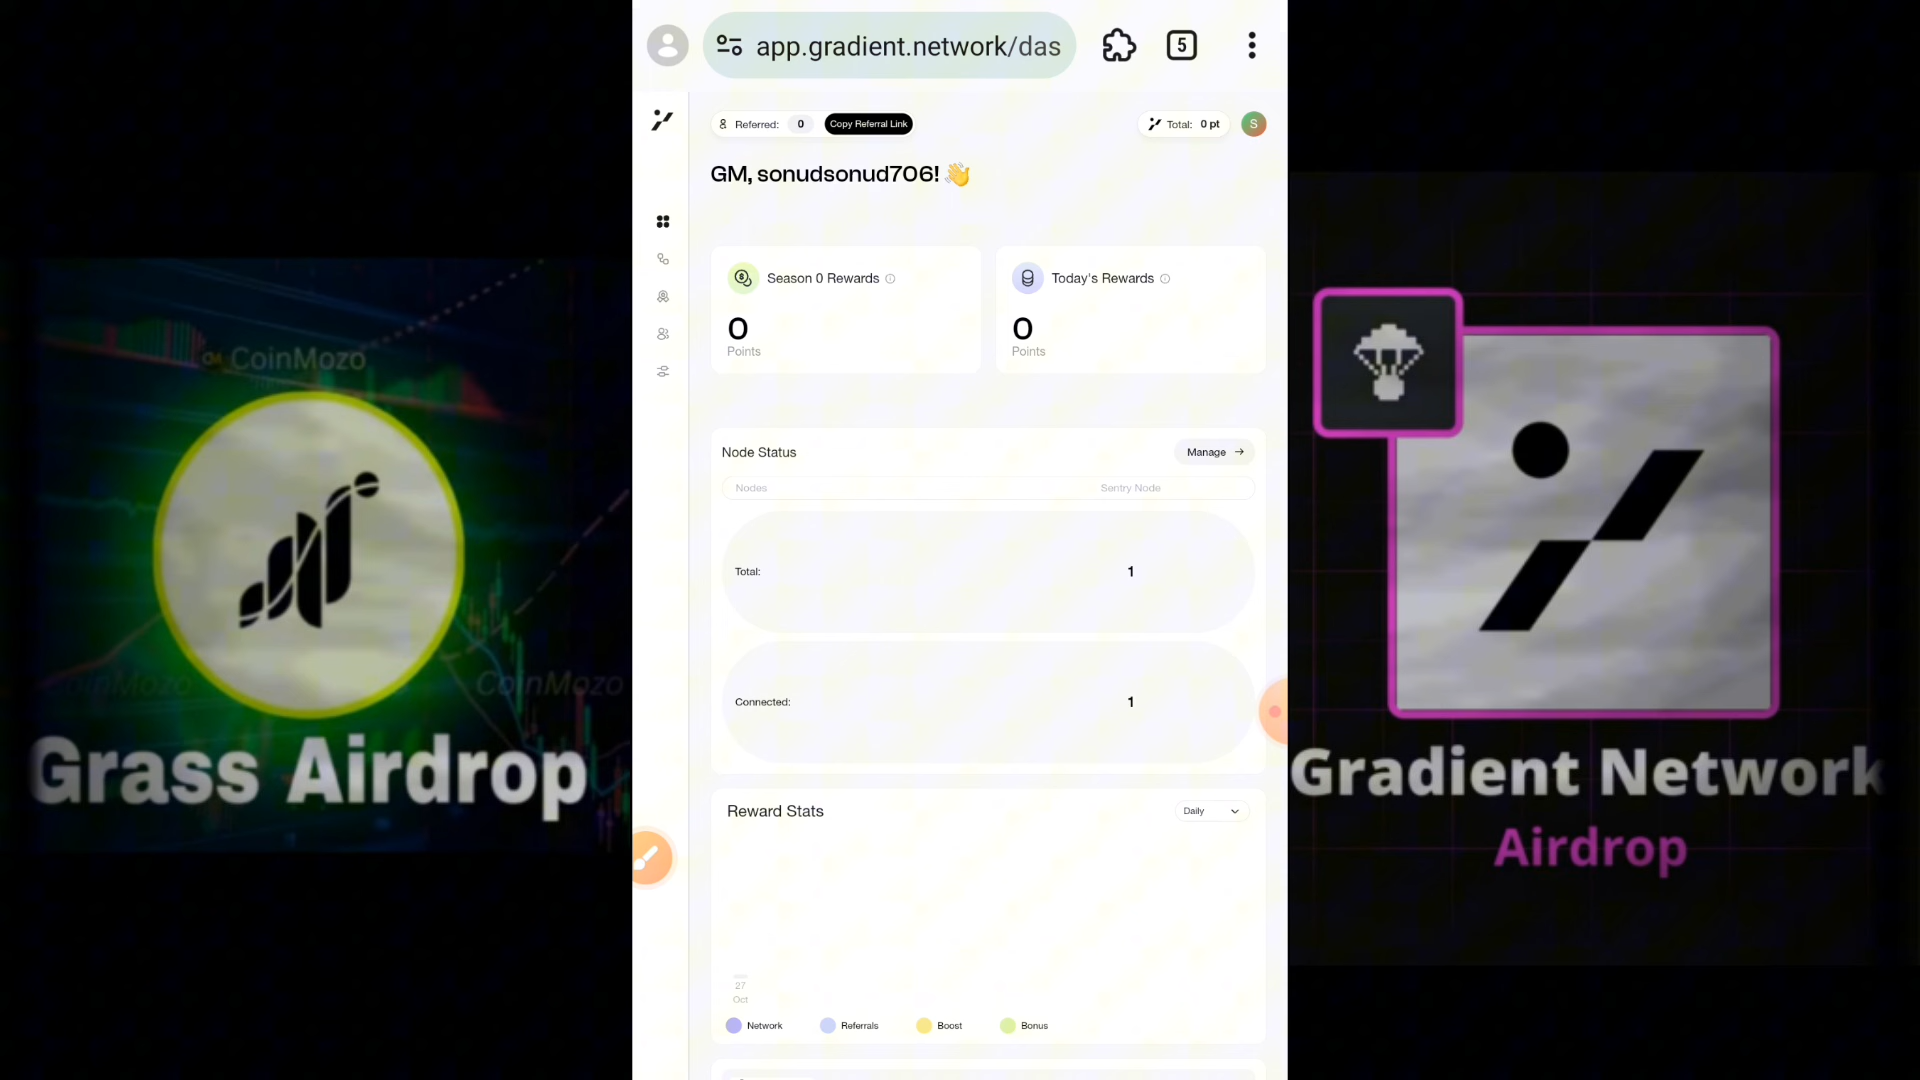 app.gradient.network/das
5
Referred: 0 Copy Referral Link
Total: 0 pt
S
GM, sonudsonud706! 👋
Season 0 Rewards
0
Points
Today's Rewards
0
Points
Node Status
Manage →
Nodes Sentry Node
Total: 1
Connected: 1
Reward Stats
Daily
27
Oct
Network Referrals Boost Bonus
CoinMozo
CoinMozo
CoinMozo
Grass Airdrop
Gradient Network
Airdrop